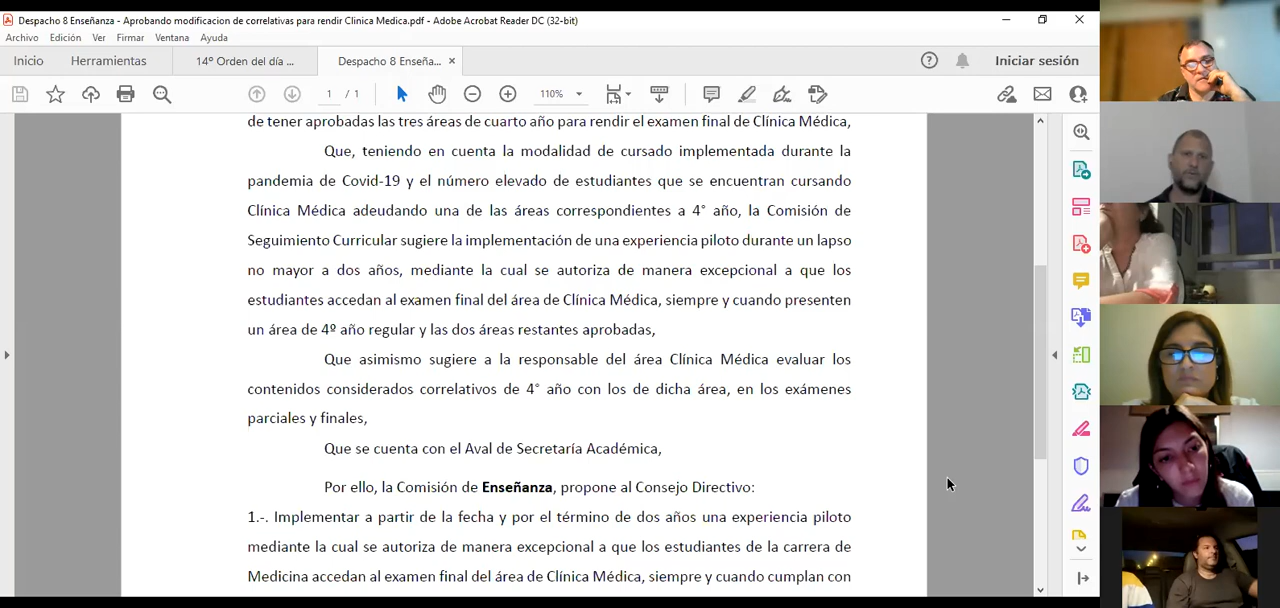 Despacho 8 Enseñanza - Aprobando modificacion de correlativas para rendir Clinica Medica.pdf - Adobe Acrobat Reader DC (32-bit)
Archivo Edición Ver Firmar Ventana Ayuda
Inicio Herramientas 14º Orden del día ... Despacho 8 Enseña... × Iniciar sesión
1 / 1 110%
de tener aprobadas las tres áreas de cuarto año para rendir el examen final de Clínica Médica,
Que, teniendo en cuenta la modalidad de cursado implementada durante la
pandemia de Covid-19 y el número elevado de estudiantes que se encuentran cursando
Clínica Médica adeudando una de las áreas correspondientes a 4° año, la Comisión de
Seguimiento Curricular sugiere la implementación de una experiencia piloto durante un lapso
no mayor a dos años, mediante la cual se autoriza de manera excepcional a que los
estudiantes accedan al examen final del área de Clínica Médica, siempre y cuando presenten
un área de 4º año regular y las dos áreas restantes aprobadas,
Que asimismo sugiere a la responsable del área Clínica Médica evaluar los
contenidos considerados correlativos de 4° año con los de dicha área, en los exámenes
parciales y finales,
Que se cuenta con el Aval de Secretaría Académica,
Por ello, la Comisión de Enseñanza, propone al Consejo Directivo:
1.-. Implementar a partir de la fecha y por el término de dos años una experiencia piloto
mediante la cual se autoriza de manera excepcional a que los estudiantes de la carrera de
Medicina accedan al examen final del área de Clínica Médica, siempre y cuando cumplan con